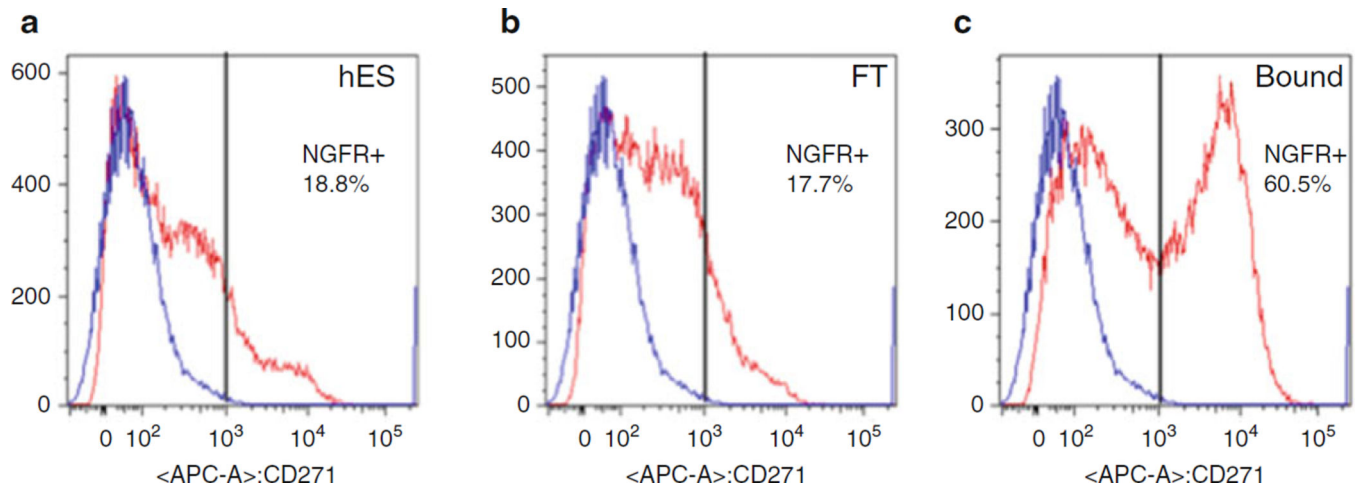 a
hES
NGFR+
18.8%
600
400
200
0
0 10² 10³ 10⁴ 10⁵
<APC-A>:CD271
b
FT
NGFR+
17.7%
500
400
300
200
100
0
0 10² 10³ 10⁴ 10⁵
<APC-A>:CD271
c
Bound
NGFR+
60.5%
300
200
100
0
0 10² 10³ 10⁴ 10⁵
<APC-A>:CD271